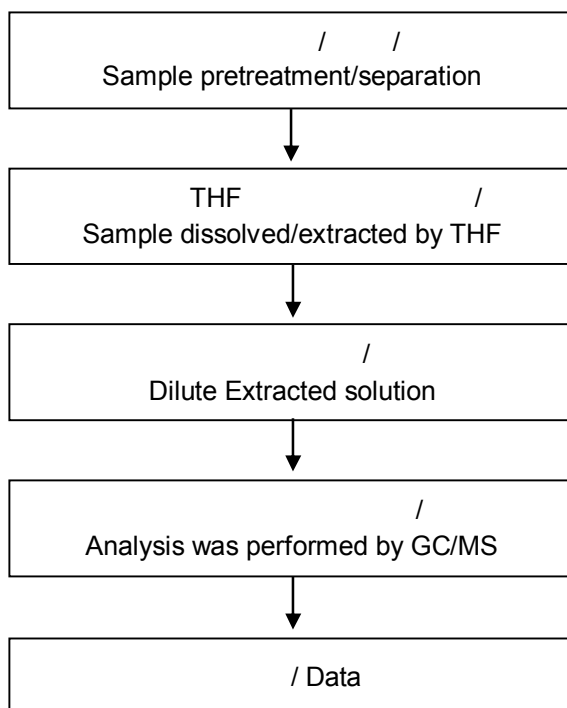 / /
Sample pretreatment/separation
THF /
Sample dissolved/extracted by THF
/
Dilute Extracted solution
/
Analysis was performed by GC/MS
/ Data